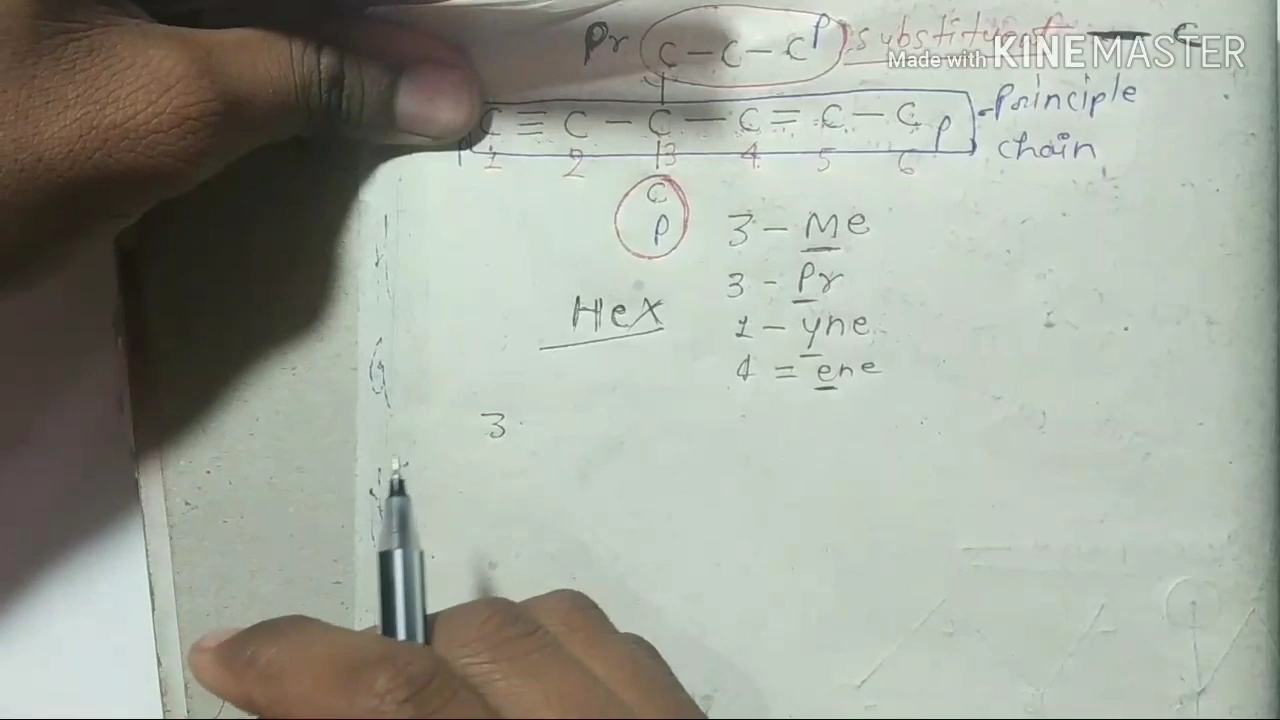 Pr C - C - C P substituent — C
Made with KINEMASTER
C ≡ C - C - C = C - C P - Principle
P 1 2 3 4 5 6 chain
C
P
3 - Me
3 - Pr
HeX
1 - yne
4 = ene
3